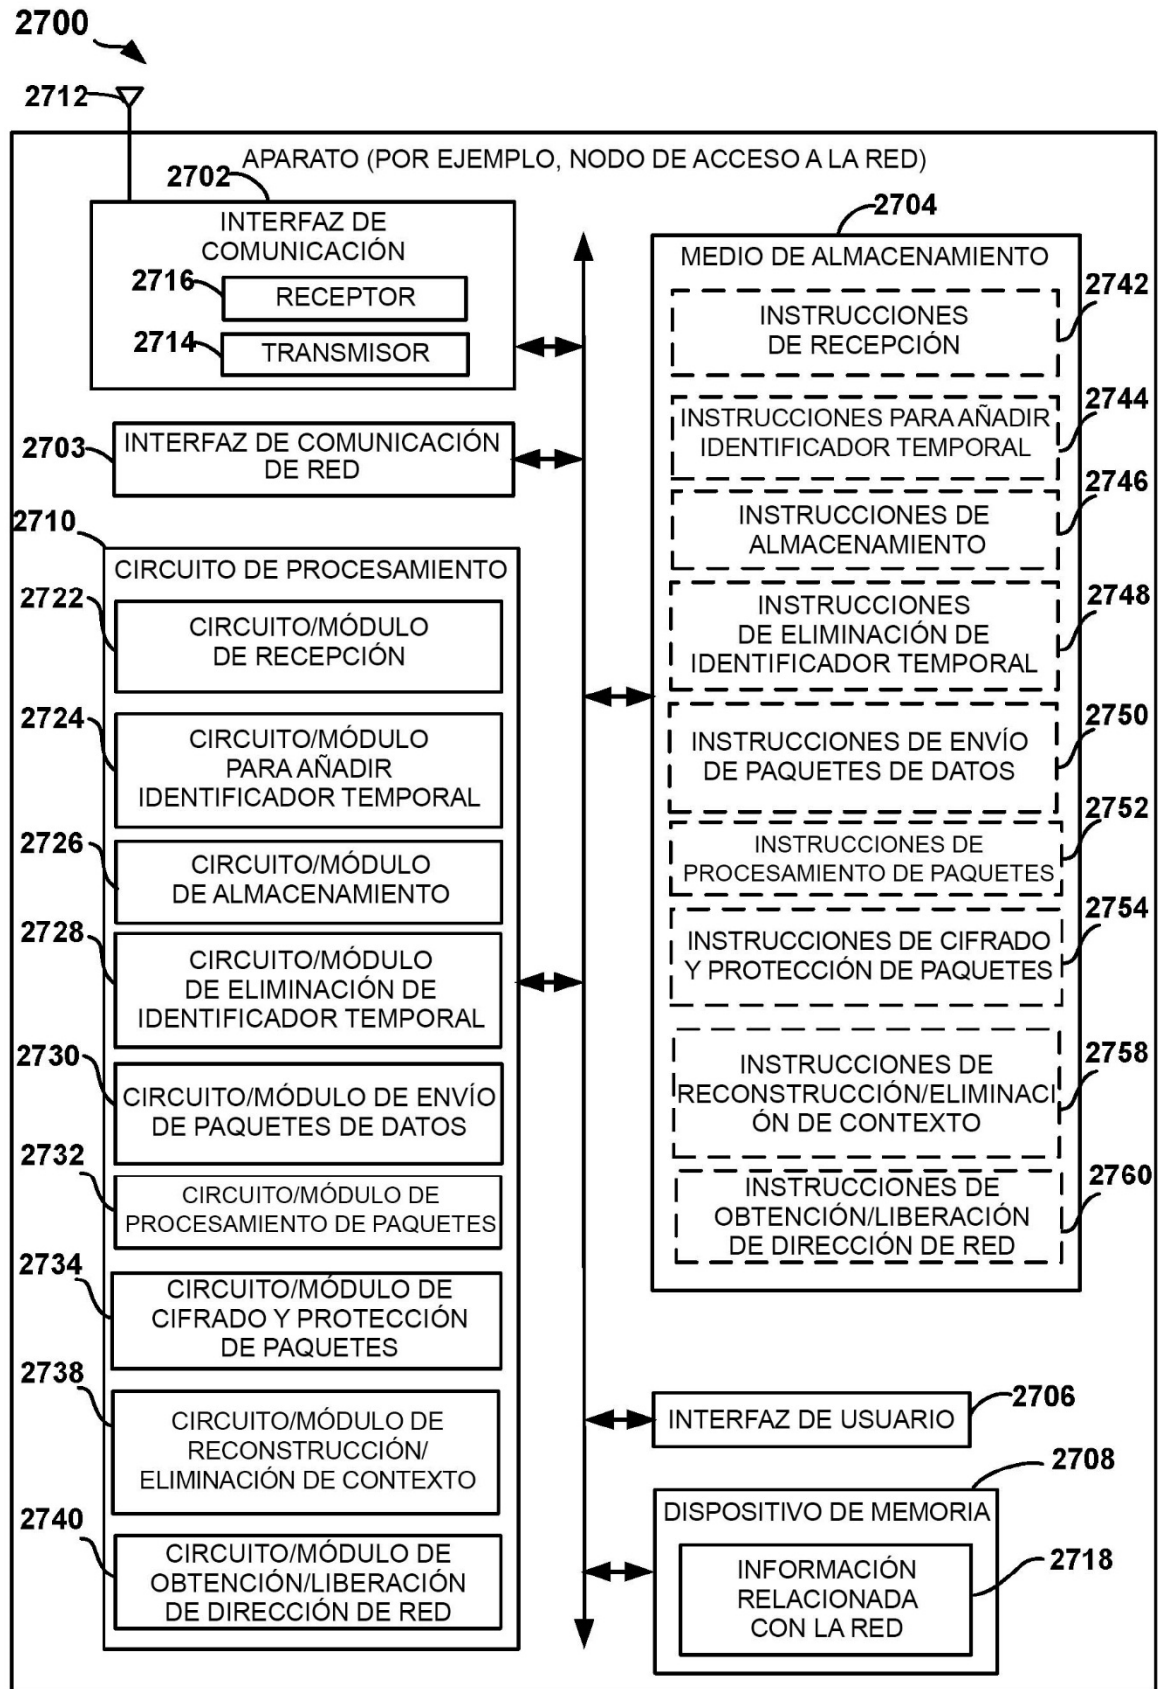 2700
2712
APARATO (POR EJEMPLO, NODO DE ACCESO A LA RED)
2702
INTERFAZ DE
COMUNICACIÓN
2716
RECEPTOR
2714
TRANSMISOR
2703
INTERFAZ DE COMUNICACIÓN
DE RED
2710
CIRCUITO DE PROCESAMIENTO
2722
CIRCUITO/MÓDULO
DE RECEPCIÓN
2724
CIRCUITO/MÓDULO
PARA AÑADIR
IDENTIFICADOR TEMPORAL
2726
CIRCUITO/MÓDULO
DE ALMACENAMIENTO
2728
CIRCUITO/MÓDULO
DE ELIMINACIÓN DE
IDENTIFICADOR TEMPORAL
2730
CIRCUITO/MÓDULO DE ENVÍO
DE PAQUETES DE DATOS
2732
CIRCUITO/MÓDULO DE
PROCESAMIENTO DE PAQUETES
2734
CIRCUITO/MÓDULO DE
CIFRADO Y PROTECCIÓN
DE PAQUETES
2738
CIRCUITO/MÓDULO DE
RECONSTRUCCIÓN/
ELIMINACIÓN DE CONTEXTO
2740
CIRCUITO/MÓDULO DE
OBTENCIÓN/LIBERACIÓN
DE DIRECCIÓN DE RED
2704
MEDIO DE ALMACENAMIENTO
2742
INSTRUCCIONES
DE RECEPCIÓN
2744
INSTRUCCIONES PARA AÑADIR
IDENTIFICADOR TEMPORAL
2746
INSTRUCCIONES DE
ALMACENAMIENTO
2748
INSTRUCCIONES
DE ELIMINACIÓN DE
IDENTIFICADOR TEMPORAL
2750
INSTRUCCIONES DE ENVÍO
DE PAQUETES DE DATOS
2752
INSTRUCCIONES DE
PROCESAMIENTO DE PAQUETES
2754
INSTRUCCIONES DE CIFRADO
Y PROTECCIÓN DE PAQUETES
2758
INSTRUCCIONES DE
RECONSTRUCCIÓN/ELIMINACI
ÓN DE CONTEXTO
2760
INSTRUCCIONES DE
OBTENCIÓN/LIBERACIÓN
DE DIRECCIÓN DE RED
2706
INTERFAZ DE USUARIO
2708
DISPOSITIVO DE MEMORIA
2718
INFORMACIÓN
RELACIONADA
CON LA RED